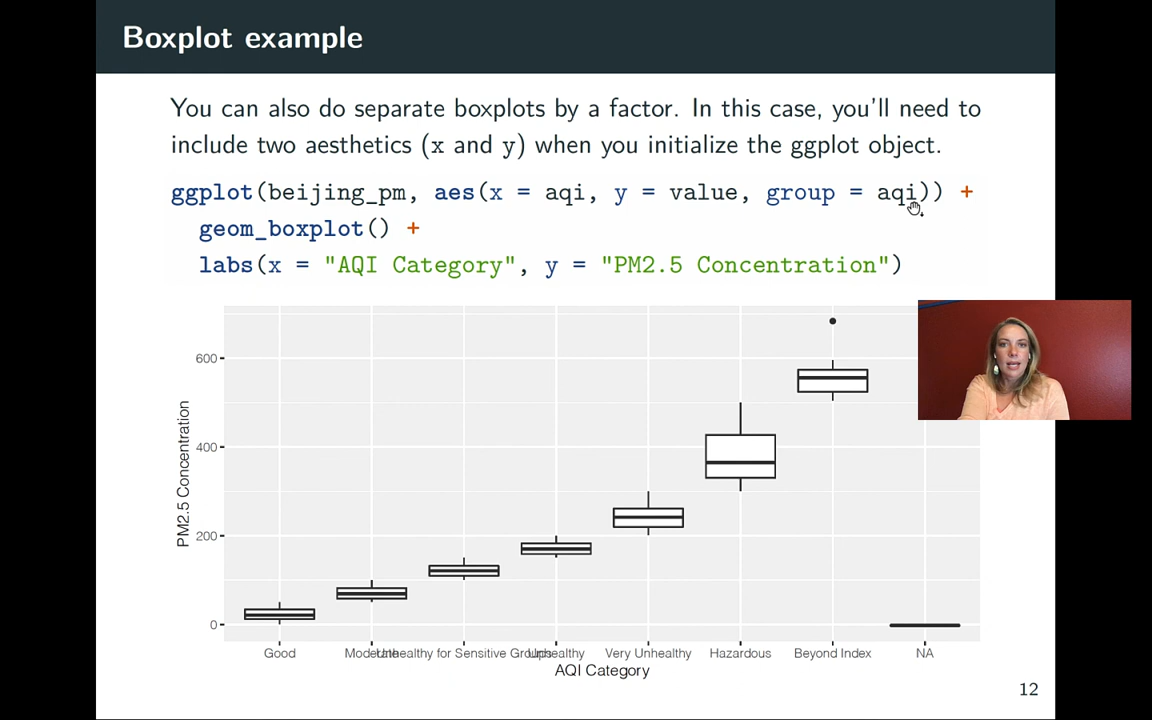 Boxplot example
You can also do separate boxplots by a factor. In this case, you'll need to
include two aesthetics (x and y) when you initialize the ggplot object.
ggplot(beijing_pm, aes(x = aqi, y = value, group = aqi)) +
geom_boxplot() +
labs(x = "AQI Category", y = "PM2.5 Concentration")
PM2.5 Concentration
600
400
200
0
Good Moderate Unhealthy for Sensitive Groups Unhealthy Very Unhealthy Hazardous Beyond Index NA
AQI Category
12